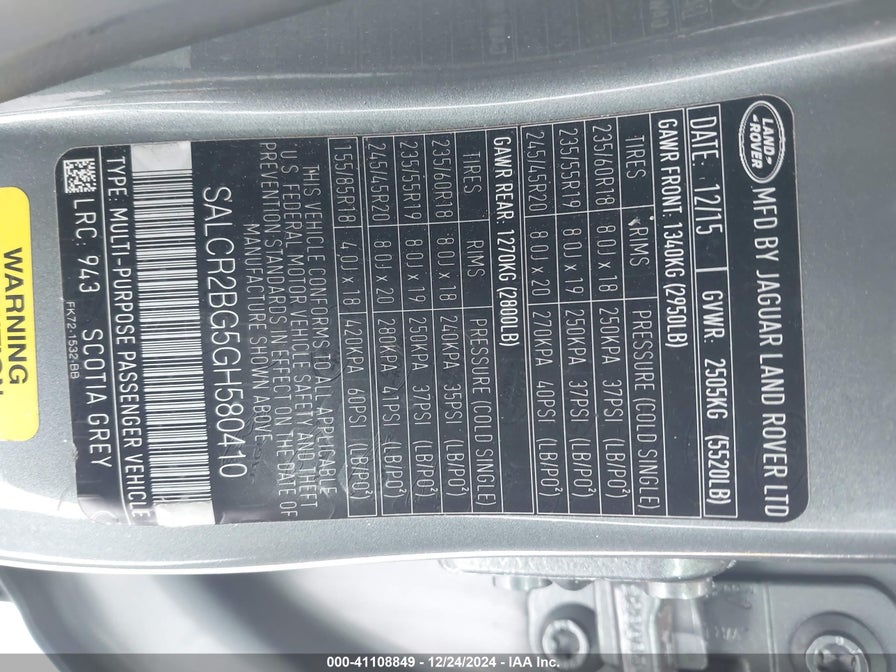 LAND ROVER
MFD BY JAGUAR LAND ROVER LTD
DATE: 12/15 GVWR: 2505KG (5520LB)
GAWR FRONT: 1340KG (2950LB)
TIRES RIMS PRESSURE (COLD SINGLE)
235/60R18 8.0J x 18 250KPA 37PSI (LB/PO²)
235/55R19 8.0J x 19 250KPA 37PSI (LB/PO²)
245/45R20 8.0J x 20 270KPA 40PSI (LB/PO²)
GAWR REAR: 1270KG (2800LB)
TIRES RIMS PRESSURE (COLD SINGLE)
235/60R18 8.0J x 18 240KPA 35PSI (LB/PO²)
235/55R19 8.0J x 19 250KPA 37PSI (LB/PO²)
245/45R20 8.0J x 20 280KPA 41PSI (LB/PO²)
155/85R18 4.0J x 18 420KPA 60PSI (LB/PO²)
THIS VEHICLE CONFORMS TO ALL APPLICABLE
U.S FEDERAL MOTOR VEHICLE SAFETY AND THEFT
PREVENTION STANDARDS IN EFFECT ON THE DATE OF
MANUFACTURE SHOWN ABOVE
SALCR2BG5GH580410
TYPE: MULTI-PURPOSE PASSENGER VEHICLE
LRC: 943 SCOTIA GREY
FK72-1532-BB
WARNING
000-41108849 - 12/24/2024 - IAA Inc.